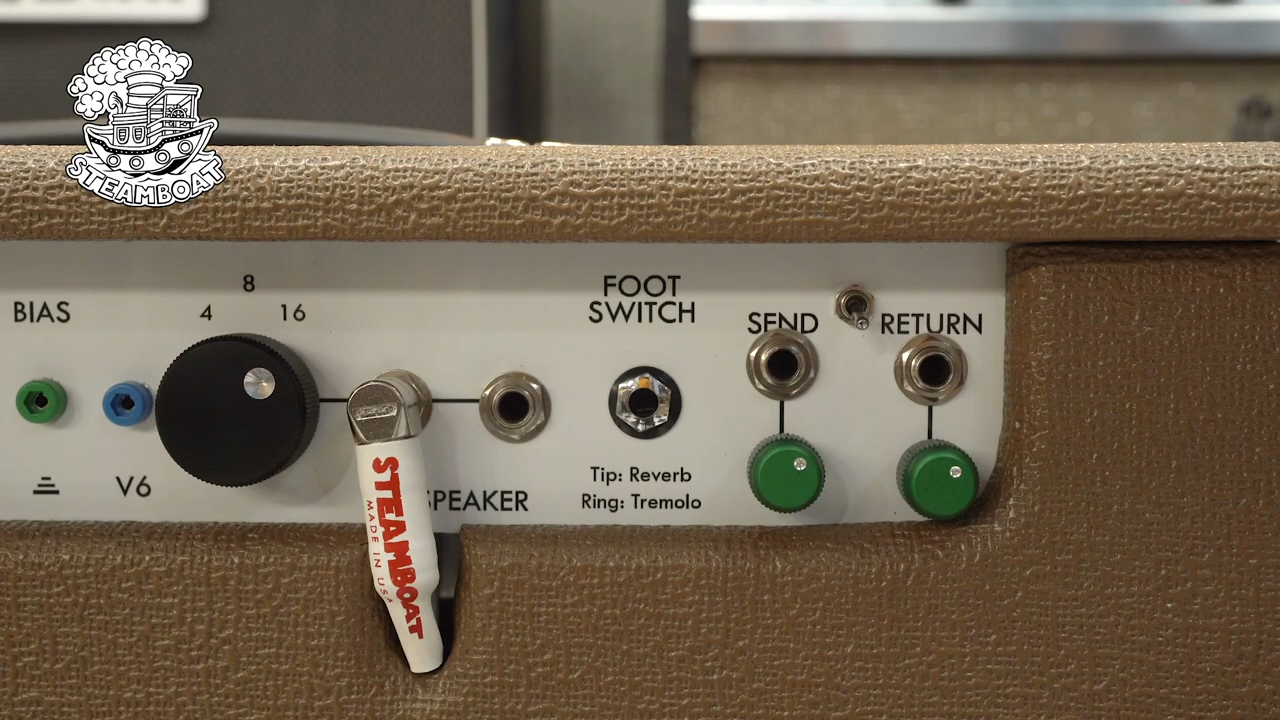 STEAMBOAT
BIAS
4
8
16
V6
SPEAKER
STEAMBOAT
MADE IN USA
FOOT
SWITCH
Tip: Reverb
Ring: Tremolo
SEND
RETURN